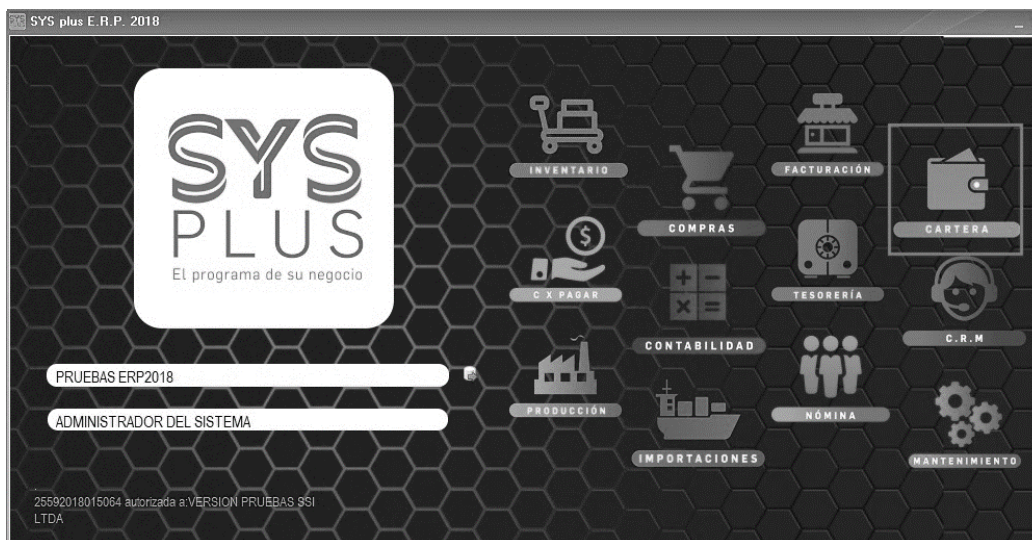 SYS plus E.R.P. 2018
SYS
PLUS
El programa de su negocio
PRUEBAS ERP2018
ADMINISTRADOR DEL SISTEMA
25592018015064 autorizada a:VERSION PRUEBAS SSI
LTDA
INVENTARIO
COMPRAS
FACTURACIÓN
CARTERA
C X PAGAR
CONTABILIDAD
TESORERÍA
C.R.M
PRODUCCIÓN
IMPORTACIONES
NÓMINA
MANTENIMIENTO